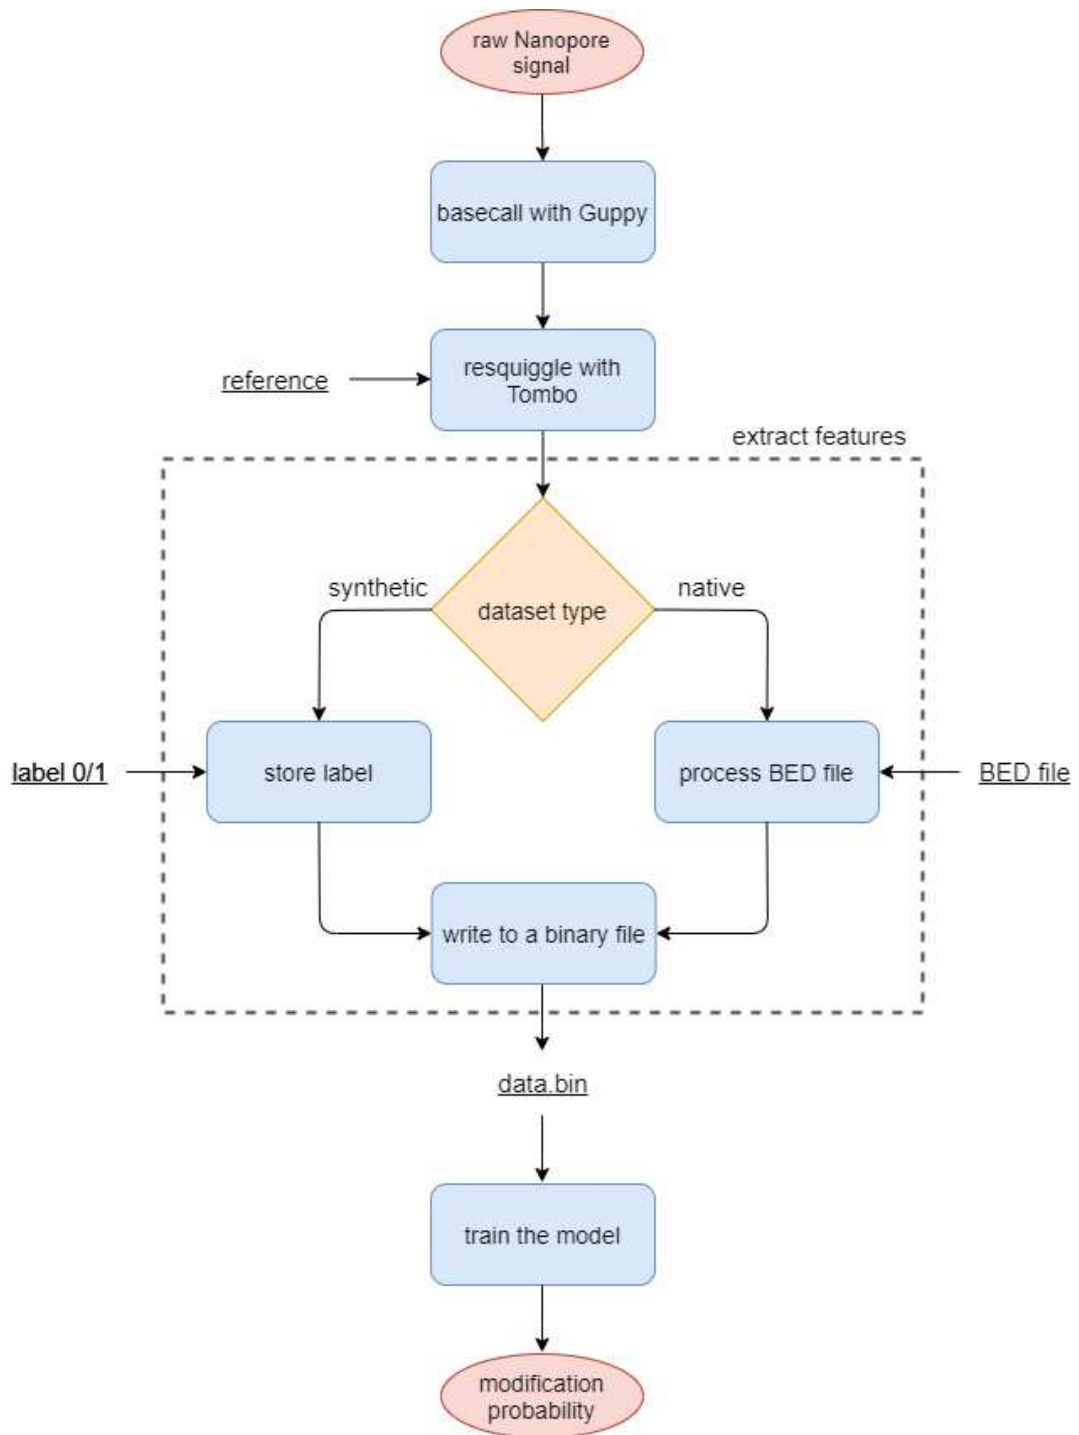 raw Nanopore
signal
basecall with Guppy
resquiggle with
Tombo
reference
extract features
synthetic
native
dataset type
label 0/1
store label
process BED file
BED file
write to a binary file
data.bin
train the model
modification
probability